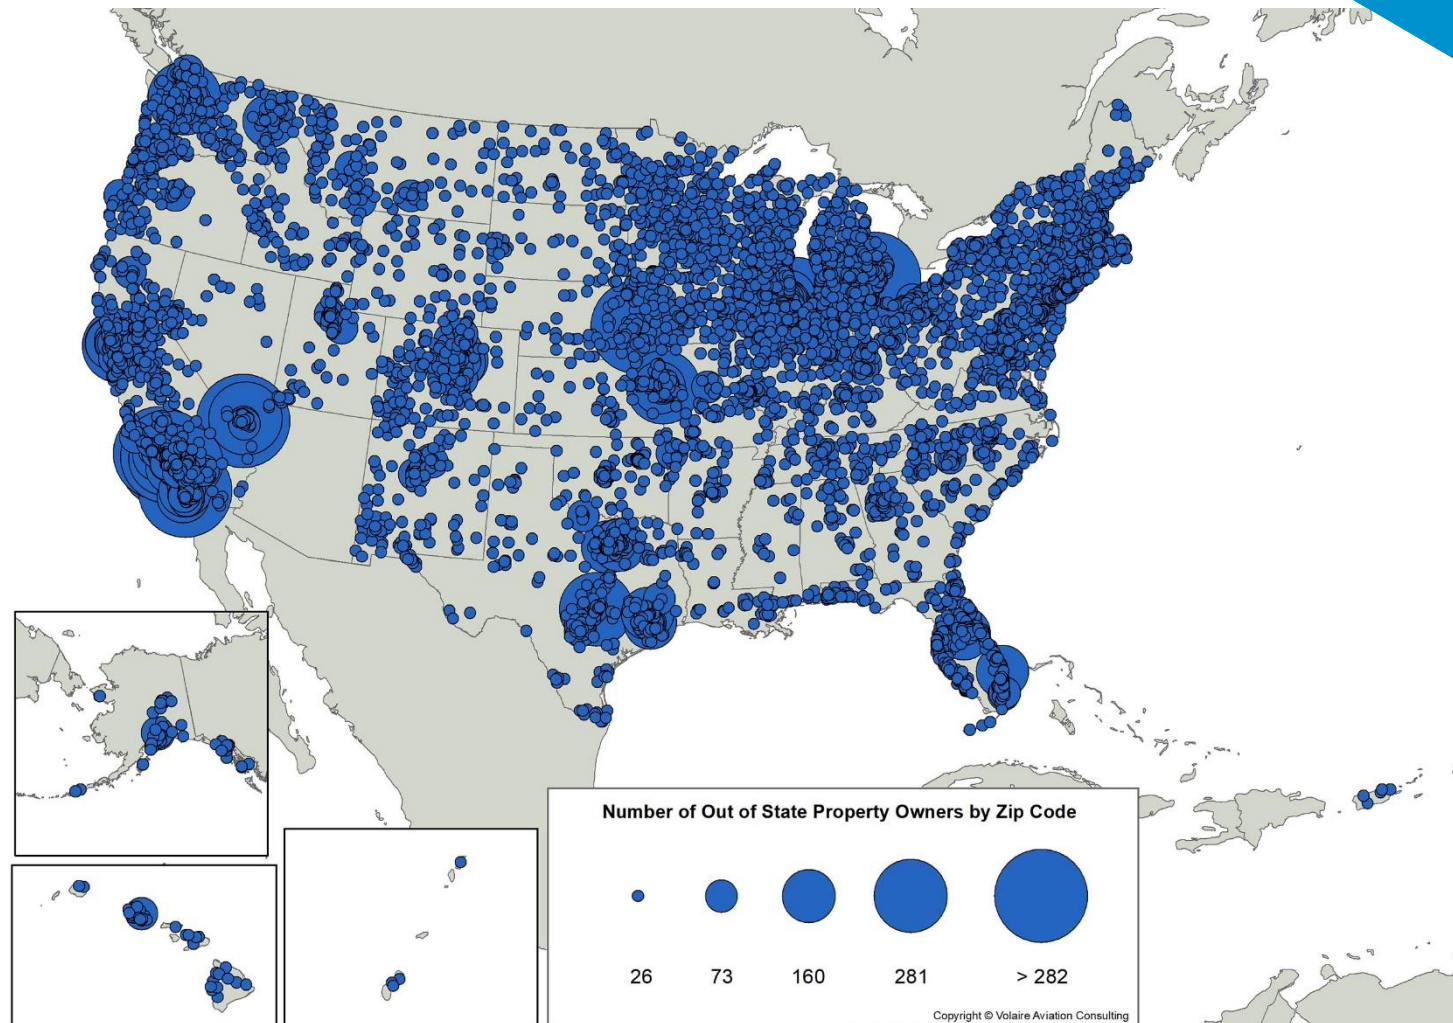 Number of Out of State Property Owners by Zip Code
26 73 160 281 > 282
Copyright © Volaire Aviation Consulting